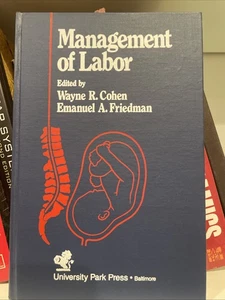 Management
of Labor
Edited by
Wayne R. Cohen
Emanuel A. Friedman
University Park Press • Baltimore